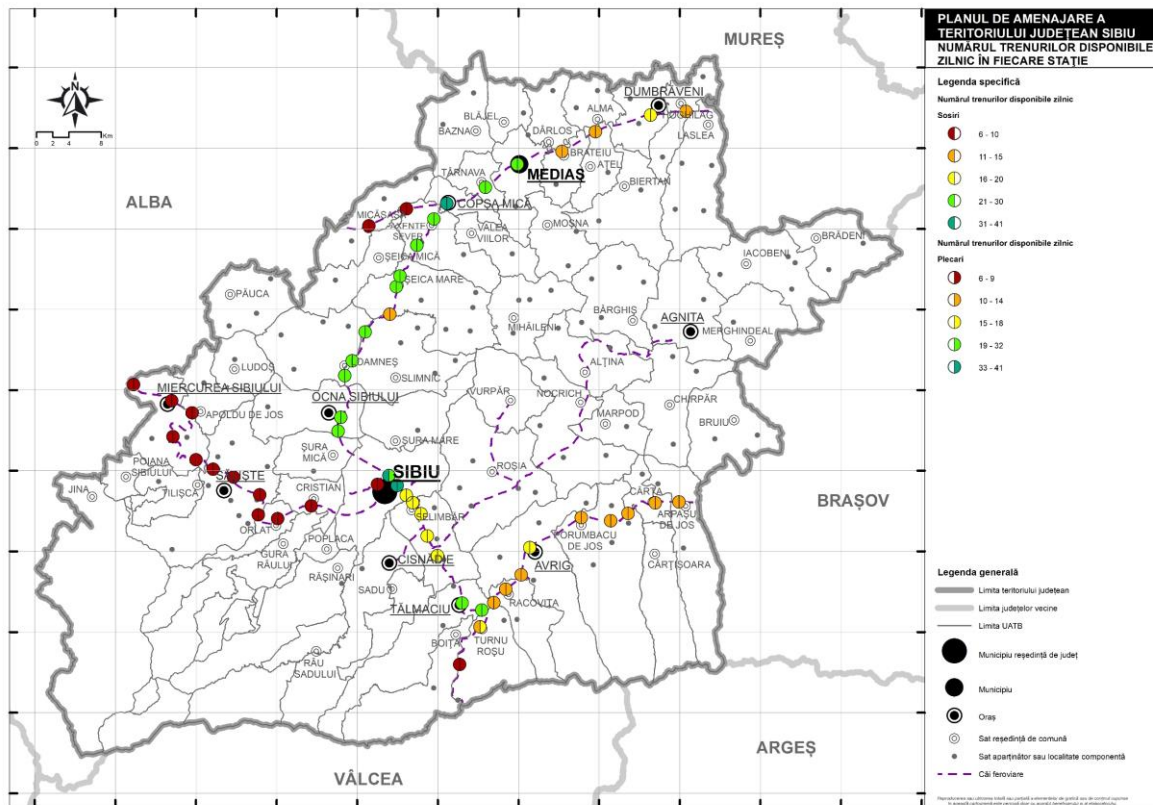 PLANUL DE AMENAJARE A
TERITORIULUI JUDEȚEAN SIBIU
NUMĂRUL TRENURILOR DISPONIBILE
ZILNIC ÎN FIECARE STAȚIE
Legenda specifică
Numărul trenurilor disponibile zilnic
Sosiri
6 - 10
11 - 15
16 - 20
21 - 30
31 - 41
Numărul trenurilor disponibile zilnic
Plecari
6 - 9
10 - 14
15 - 18
19 - 32
33 - 41
Legenda generală
Limita teritoriului județean
Limita județelor vecine
Limita UATB
Municipiu reședință de județ
Municipiu
Oraș
Sat reședință de comună
Sat aparținător sau localitate componentă
Căi feroviare
N
0 2 4 8
Km
MUREȘ
ALBA
BRAȘOV
ARGEȘ
VÂLCEA
DUMBRĂVENI
ALMA
BLĂJEL
BAZNA
DÂRLOS
HOGHILAG
LASLEA
BRATEIU
AȚEL
MEDIAȘ
TÂRNAVA
BIERTAN
COPȘA MICĂ
MICĂSASA
AXENTE
SEVER
VALEA
VIILOR
MOȘNA
BRĂDENI
IACOBENI
ȘEICA MICĂ
ȘEICA MARE
PĂUCA
MIHĂILENI
BÂRGHIȘ
AGNITA
MERGHINDEAL
LUDOȘ
DAMNEȘ
SLIMNIC
ALȚINA
MIERCUREA SIBIULUI
APOLDU DE JOS
OCNA SIBIULUI
VURPĂR
NOCRICH
CHIRPĂR
MARPOD
BRUIU
ȘURA
MICĂ
ȘURA MARE
SIBIU
ROȘIA
POIANA
SIBIULUI
JINA
TILIȘCA
SĂLIȘTE
CRISTIAN
ȘELIMBĂR
CÂRȚA
ARPAȘU
DE JOS
ORLAT
GURA
RÂULUI
POPLACA
PORUMBACU
DE JOS
RĂȘINARI
CISNĂDIE
AVRIG
CÂRȚIȘOARA
SADU
TĂLMACIU
RACOVIȚA
BOIȚA
TURNU
ROȘU
RÂU
SADULUI